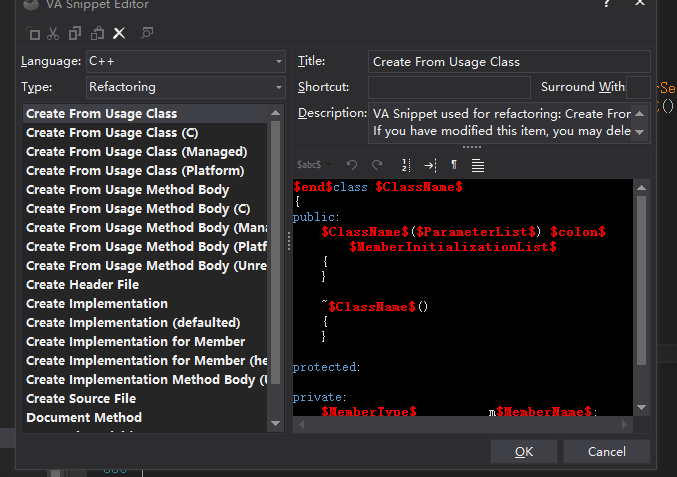 VA Snippet Editor
?
Language: C++
Type: Refactoring
Create From Usage Class
Create From Usage Class (C)
Create From Usage Class (Managed)
Create From Usage Class (Platform)
Create From Usage Method Body
Create From Usage Method Body (C)
Create From Usage Method Body (Mana
Create From Usage Method Body (Platf
Create From Usage Method Body (Unre
Create Header File
Create Implementation
Create Implementation (defaulted)
Create Implementation for Member
Create Implementation for Member (he
Create Implementation Method Body (U
Create Source File
Document Method
Title: Create From Usage Class
Shortcut: Surround With:
Description: VA Snippet used for refactoring: Create From
If you have modified this item, you may dele
$abc$
$end$class $ClassName$
{
public:
$ClassName$($ParameterList$) $colon$
$MemberInitializationList$
{
}
~$ClassName$()
{
}
protected:
private:
$MemberType$ m$MemberName$;
OK Cancel
rSe
()